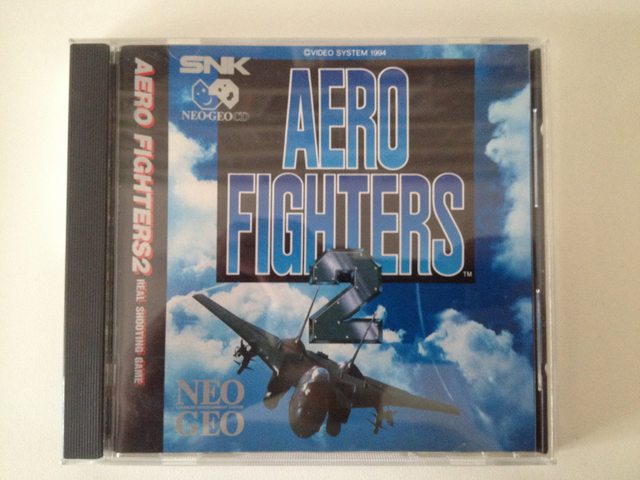 ©VIDEO SYSTEM 1994
SNK
NEO·GEO CD
AERO
FIGHTERS
TM
2
AERO FIGHTERS2 REAL SHOOTING GAME
NEO
GEO